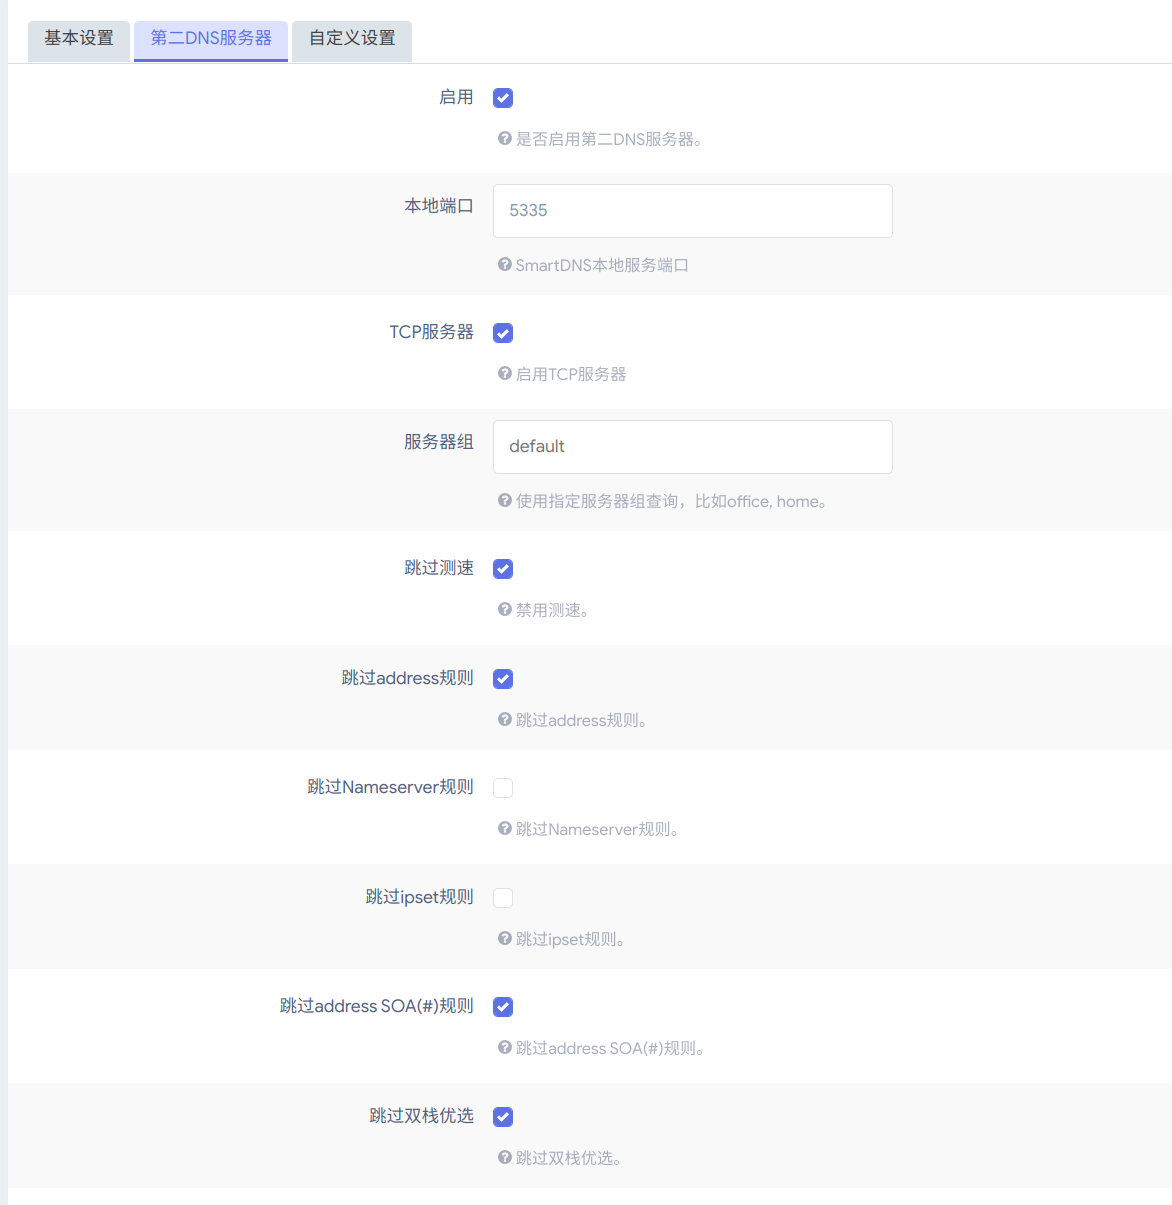 基本设置 第二DNS服务器 自定义设置
启用
是否启用第二DNS服务器。
本地端口 5335
SmartDNS本地服务端口
TCP服务器
启用TCP服务器
服务器组 default
使用指定服务器组查询，比如office, home。
跳过测速
禁用测速。
跳过address规则
跳过address规则。
跳过Nameserver规则
跳过Nameserver规则。
跳过ipset规则
跳过ipset规则。
跳过address SOA(#)规则
跳过address SOA(#)规则。
跳过双栈优选
跳过双栈优选。